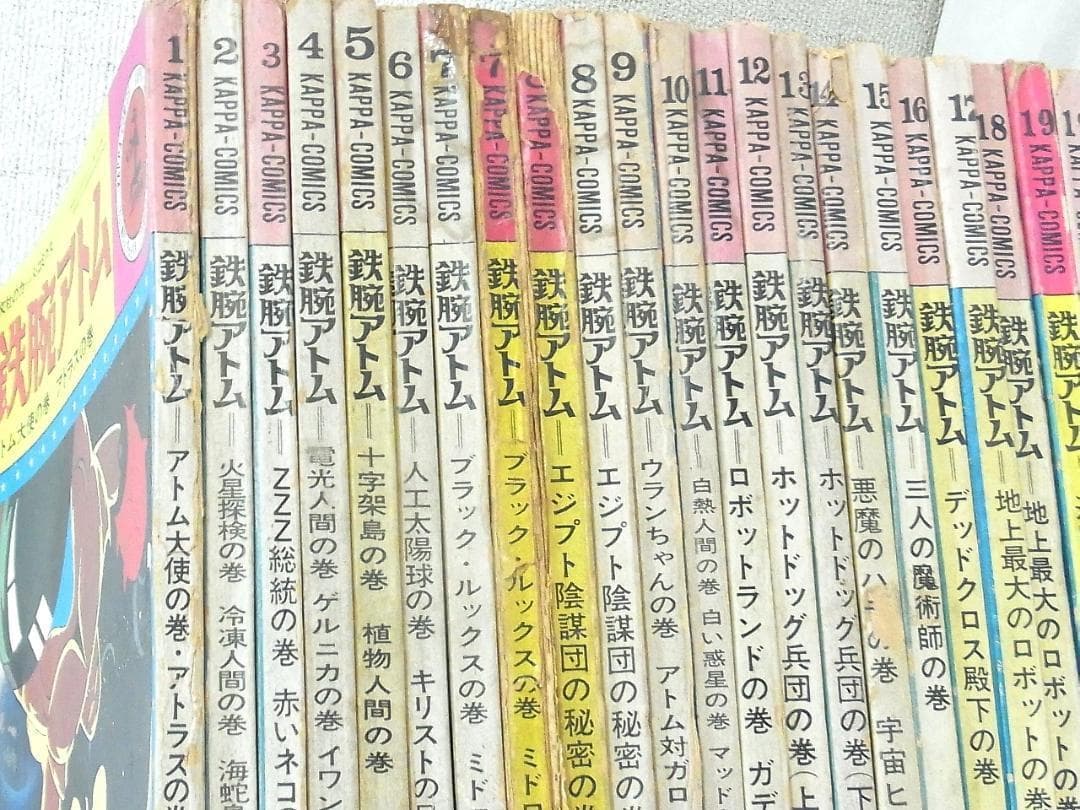 鉄腕アトム
アトラスの巻
トム大使の巻
1 KAPPA-COMICS 鉄腕アトム=アトム大使の巻・アトラスの巻
2 KAPPA-COMICS 鉄腕アトム=火星探検の巻 冷凍人間の巻 海蛇
3 KAPPA-COMICS 鉄腕アトム=ZZZ総統の巻 赤いネコの
4 KAPPA-COMICS 鉄腕アトム=電光人間の巻 ゲルニカの巻 イワン
5 KAPPA-COMICS 鉄腕アトム=十字架島の巻 植物人間の巻
6 KAPPA-COMICS 鉄腕アトム=人工太陽球の巻 キリストの
7 KAPPA-COMICS 鉄腕アトム=ブラック・ルックスの巻 ミド
7 KAPPA-COMICS 鉄腕アトム=ブラック・ルックスの巻 ミド
KAPPA-COMICS 鉄腕アトム=エジプト陰謀団の秘密の
8 KAPPA-COMICS 鉄腕アトム=エジプト陰謀団の秘密の
9 KAPPA-COMICS 鉄腕アトム=ウランちゃんの巻 アトム対ガロ
10 KAPPA-COMICS 鉄腕アトム=白熱人間の巻 白い惑星の巻 マッド
11 KAPPA-COMICS 鉄腕アトム=ロボットランドの巻 ガデ
12 KAPPA-COMICS 鉄腕アトム=ホットドッグ兵団の巻(上
13 KAPPA-COMICS 鉄腕アトム=ホットドッグ兵団の巻(下
14 KAPPA-COMICS 鉄腕アトム=悪魔のハチの巻 宇宙ヒ
15 KAPPA-COMICS 鉄腕アトム=三人の魔術師の巻
16 KAPPA-COMICS 鉄腕アトム=デッドクロス殿下の巻
17 KAPPA-COMICS 鉄腕アトム=地上最大のロボットの巻
18 KAPPA-COMICS 鉄腕アトム=地上最大のロボットの巻
19 KAPPA-COMICS 鉄腕アトム